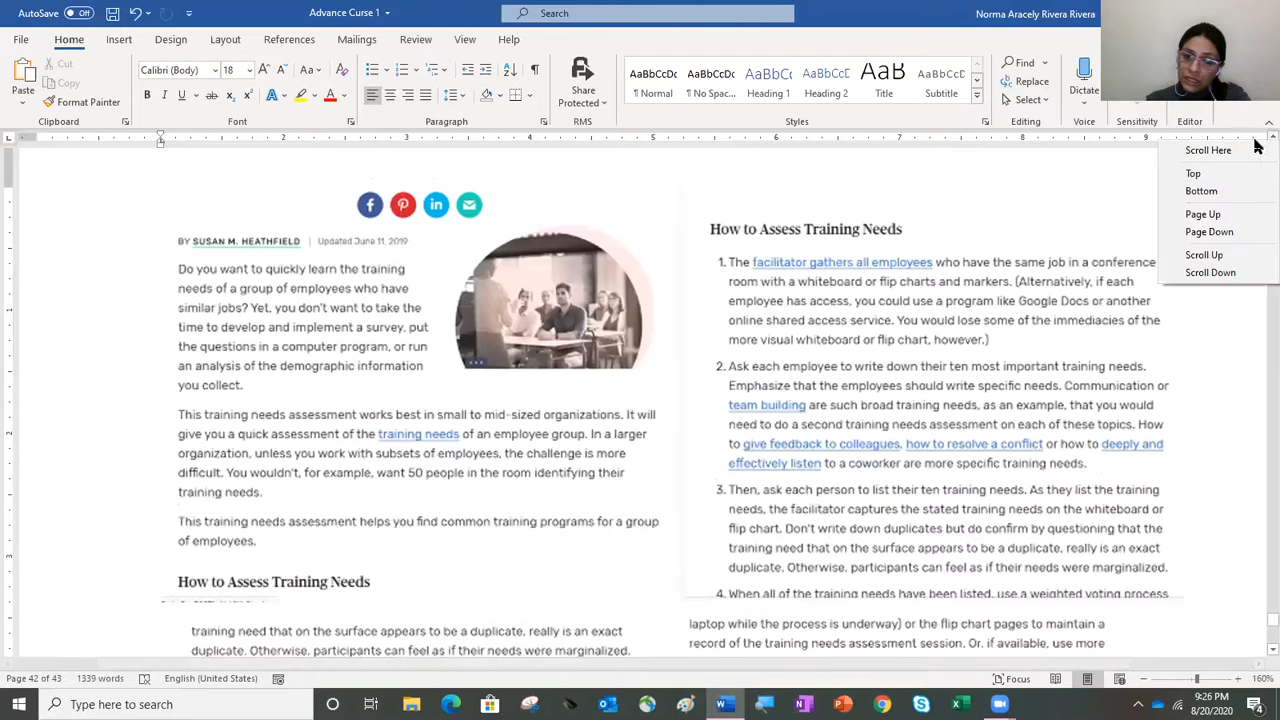 AutoSave Off
Advance Curse 1
Search
Norma Aracely Rivera Rivera
File Home Insert Design Layout References Mailings Review View Help
Paste
Cut
Copy
Format Painter
Clipboard
Calibri (Body) 18
Font
Paragraph
Share
Protected
RMS
AaBbCcDc AaBbCcDc AaBbCc AaBbCcD AaB AaBbCcD
¶ Normal ¶ No Spac... Heading 1 Heading 2 Title Subtitle
Styles
Find
Replace
Select
Editing
Dictate
Voice
Sensitivity
Editor
Scroll Here
Top
Bottom
Page Up
Page Down
Scroll Up
Scroll Down
BY SUSAN M. HEATHFIELD | Updated June 11, 2019
Do you want to quickly learn the training
needs of a group of employees who have
similar jobs? Yet, you don't want to take the
time to develop and implement a survey, put
the questions in a computer program, or run
an analysis of the demographic information
you collect.
This training needs assessment works best in small to mid-sized organizations. It will
give you a quick assessment of the training needs of an employee group. In a larger
organization, unless you work with subsets of employees, the challenge is more
difficult. You wouldn't, for example, want 50 people in the room identifying their
training needs.
This training needs assessment helps you find common training programs for a group
of employees.
How to Assess Training Needs
training need that on the surface appears to be a duplicate, really is an exact
duplicate. Otherwise, participants can feel as if their needs were marginalized.
How to Assess Training Needs
1. The facilitator gathers all employees who have the same job in a conference
room with a whiteboard or flip charts and markers. (Alternatively, if each
employee has access, you could use a program like Google Docs or another
online shared access service. You would lose some of the immediacies of the
more visual whiteboard or flip chart, however.)
2. Ask each employee to write down their ten most important training needs.
Emphasize that the employees should write specific needs. Communication or
team building are such broad training needs, as an example, that you would
need to do a second training needs assessment on each of these topics. How
to give feedback to colleagues, how to resolve a conflict or how to deeply and
effectively listen to a coworker are more specific training needs.
3. Then, ask each person to list their ten training needs. As they list the training
needs, the facilitator captures the stated training needs on the whiteboard or
flip chart. Don't write down duplicates but do confirm by questioning that the
training need that on the surface appears to be a duplicate, really is an exact
duplicate. Otherwise, participants can feel as if their needs were marginalized.
4. When all of the training needs have been listed, use a weighted voting process
laptop while the process is underway) or the flip chart pages to maintain a
record of the training needs assessment session. Or, if available, use more
Page 42 of 43 1339 words English (United States) Focus 160%
Type here to search
9:26 PM
8/20/2020